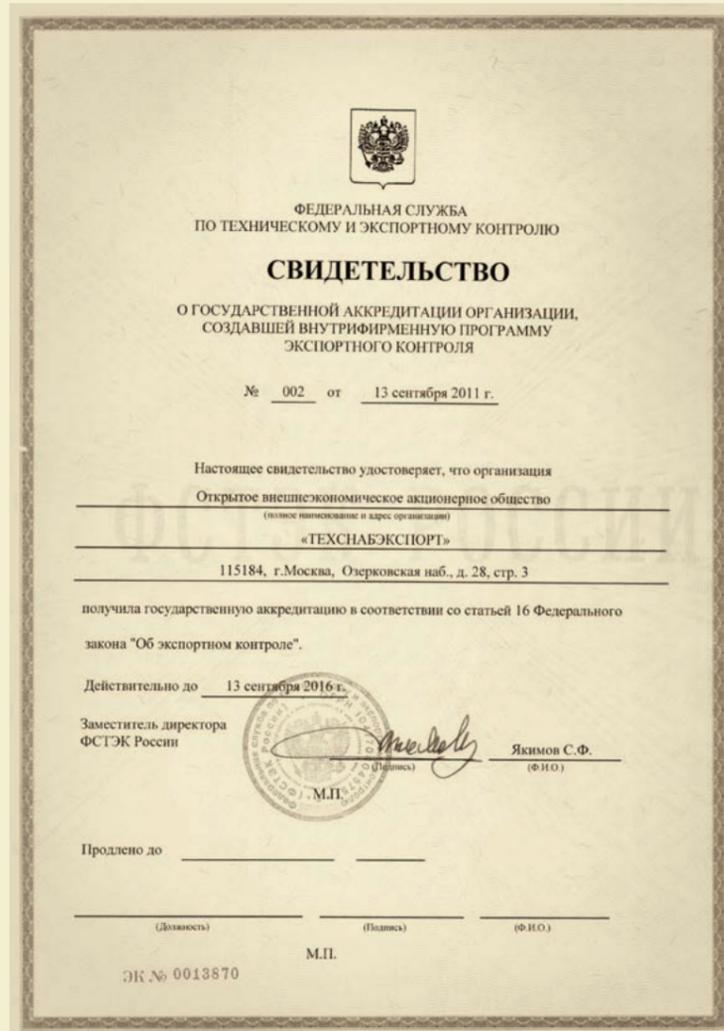 ФЕДЕРАЛЬНАЯ СЛУЖБА
ПО ТЕХНИЧЕСКОМУ И ЭКСПОРТНОМУ КОНТРОЛЮ
СВИДЕТЕЛЬСТВО
О ГОСУДАРСТВЕННОЙ АККРЕДИТАЦИИ ОРГАНИЗАЦИИ,
СОЗДАВШЕЙ ВНУТРИФИРМЕННУЮ ПРОГРАММУ
ЭКСПОРТНОГО КОНТРОЛЯ
№ 002 от 13 сентября 2011 г.
ФСТЭК РОССИИ
Настоящее свидетельство удостоверяет, что организация
Открытое внешнеэкономическое акционерное общество
(полное наименование и адрес организации)
«ТЕХСНАБЭКСПОРТ»
115184, г.Москва, Озерковская наб., д. 28, стр. 3
получила государственную аккредитацию в соответствии со статьей 16 Федерального
закона "Об экспортном контроле".
Действительно до 13 сентября 2016 г.
Заместитель директора
ФСТЭК России
Якимов С.Ф.
(Подпись) (Ф.И.О.)
М.П.
Продлено до
(Должность) (Подпись) (Ф.И.О.)
М.П.
ЭК № 0013870